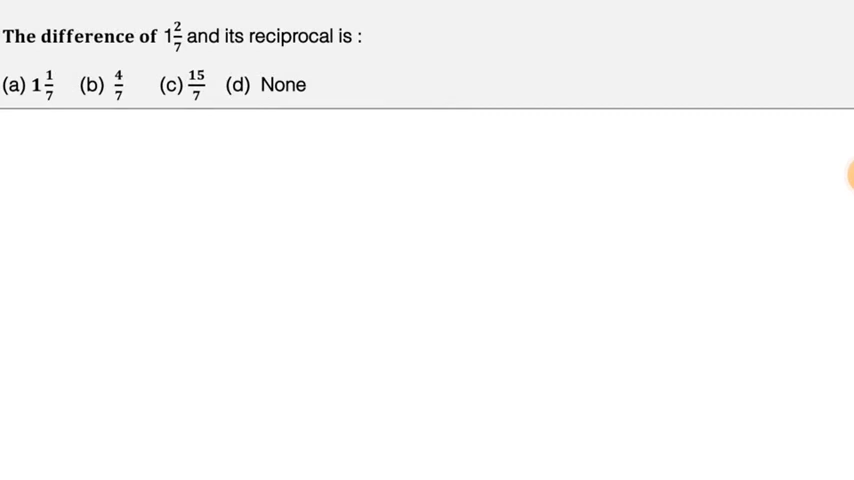 The difference of 1 2/7 and its reciprocal is :
(a) 1 1/7 (b) 4/7 (c) 15/7 (d) None